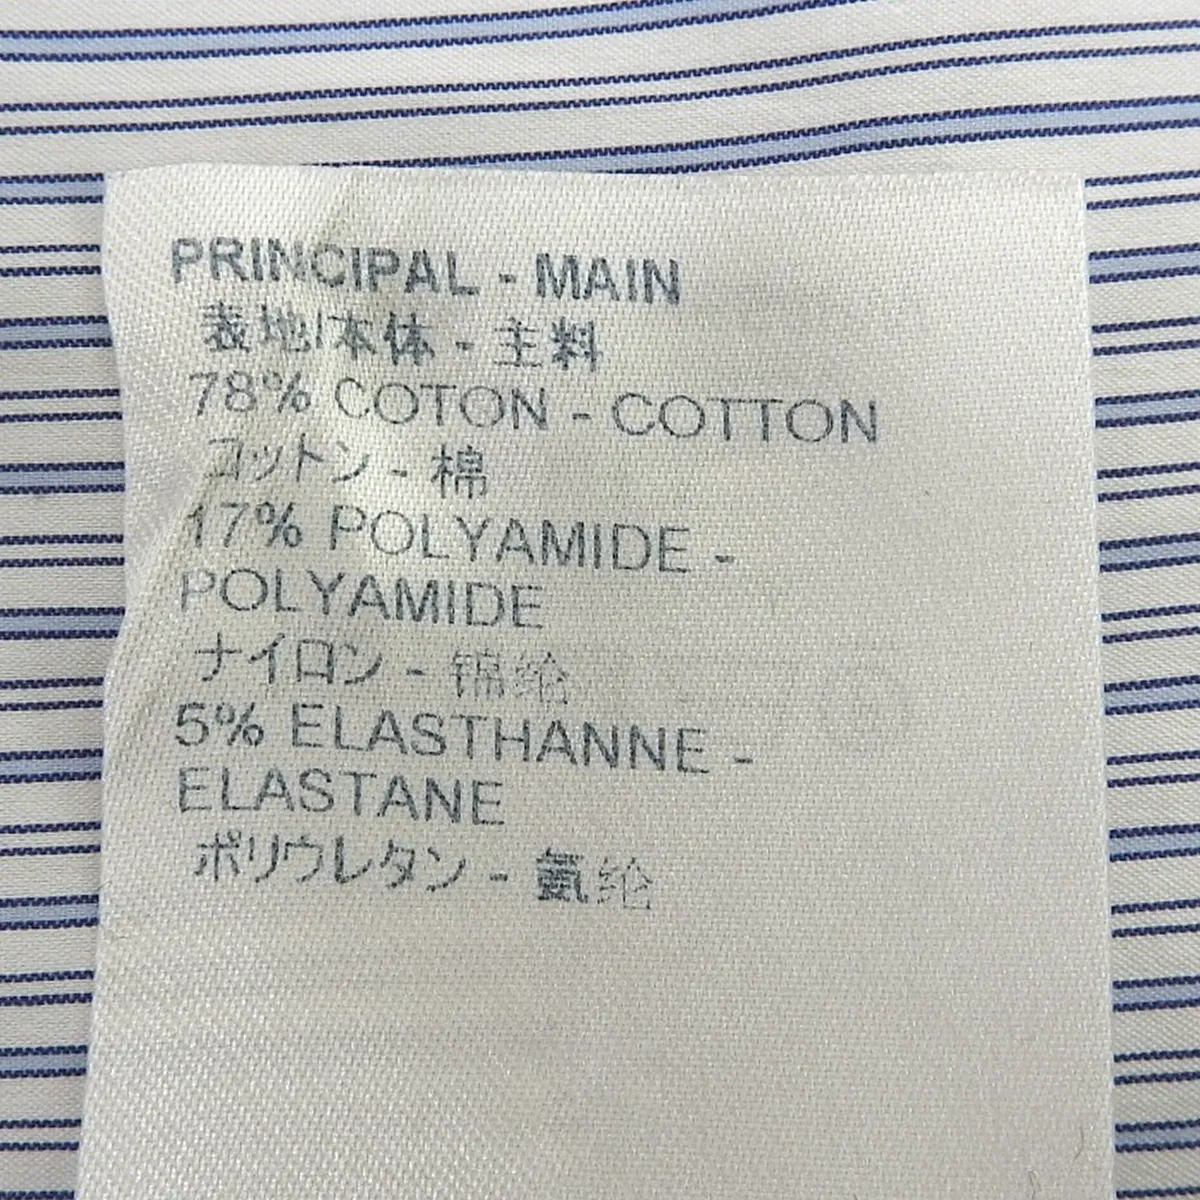 PRINCIPAL - MAIN
表地/本体 - 主料
78% COTON - COTTON
コットン - 棉
17% POLYAMIDE -
POLYAMIDE
ナイロン - 锦纶
5% ELASTHANNE -
ELASTANE
ポリウレタン - 氨纶